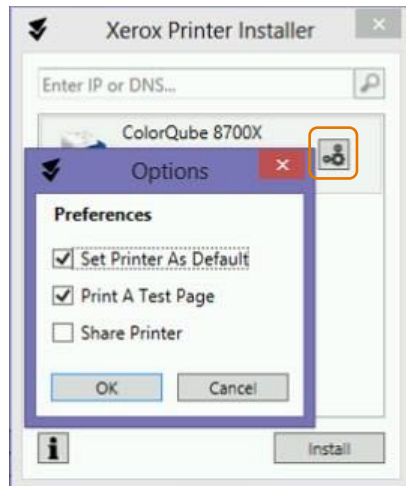 Xerox Printer Installer
Enter IP or DNS...
ColorQube 8700X
Options
Preferences
Set Printer As Default
Print A Test Page
Share Printer
OK Cancel
i Install